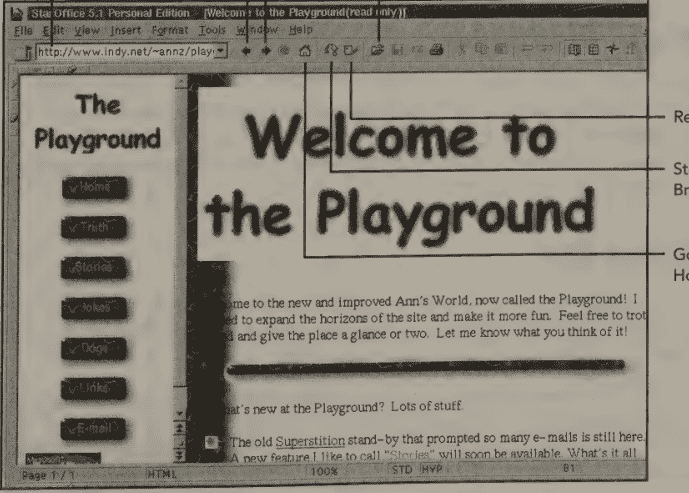 StarOffice 5.1 Personal Edition - [Welcome to the Playground(read only)]
File Edit View Insert Format Tools Window Help
http://www.indy.net/~annz/play
The
Playground
Home
Truth
Stories
Jokes
Dogs
Links
E-mail
Welcome to
the Playground
ome to the new and improved Ann's World, now called the Playground! I
ed to expand the horizons of the site and make it more fun. Feel free to trot
d and give the place a glance or two. Let me know what you think of it!
at's new at the Playground? Lots of stuff.
The old Superstition stand-by that prompted so many e-mails is still here.
A new feature I like to call "Stories" will soon be available. What's it all
Page 1 / 1 HTML 100% STD HYP
Re
St
Br
Go
Ho